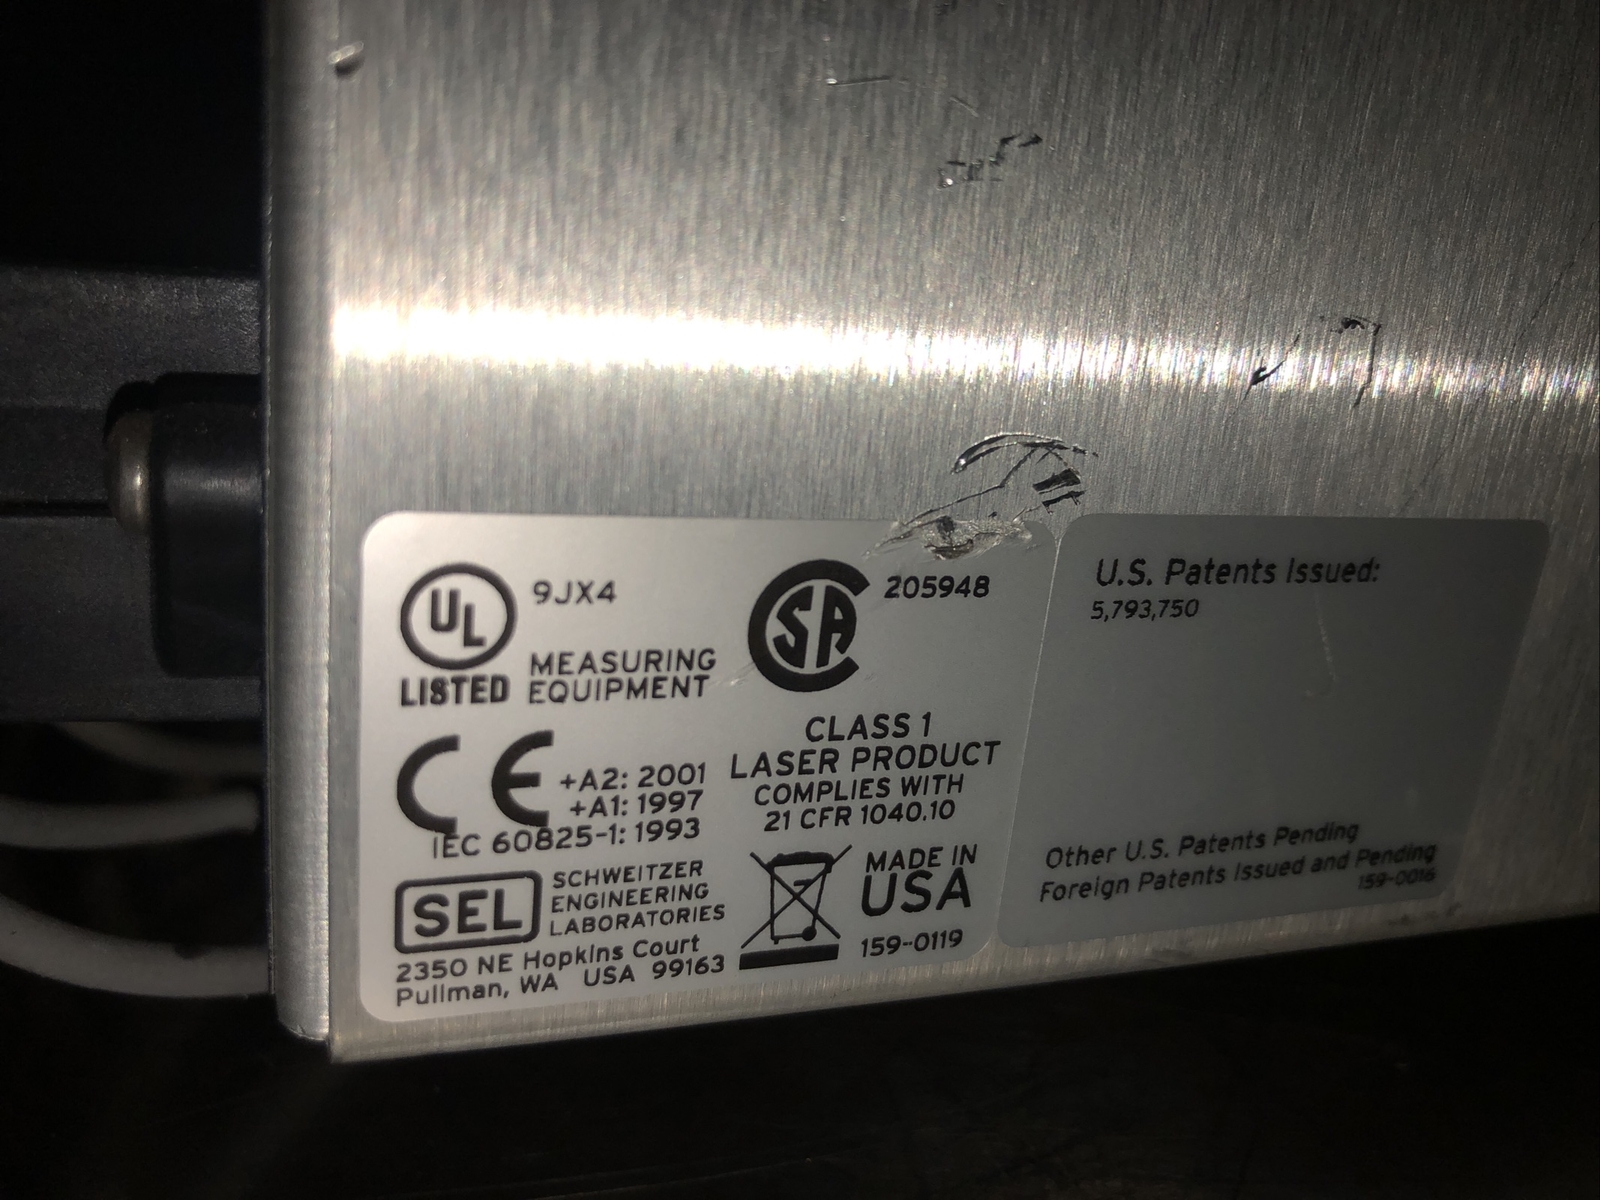 UL
LISTED
9JX4
MEASURING
EQUIPMENT
SA
205948
CE
+A2: 2001
+A1: 1997
IEC 60825-1: 1993
CLASS 1
LASER PRODUCT
COMPLIES WITH
21 CFR 1040.10
SEL
SCHWEITZER
ENGINEERING
LABORATORIES
2350 NE Hopkins Court
Pullman, WA USA 99163
MADE IN
USA
159-0119
U.S. Patents Issued:
5,793,750
Other U.S. Patents Pending
Foreign Patents Issued and Pending
159-0016